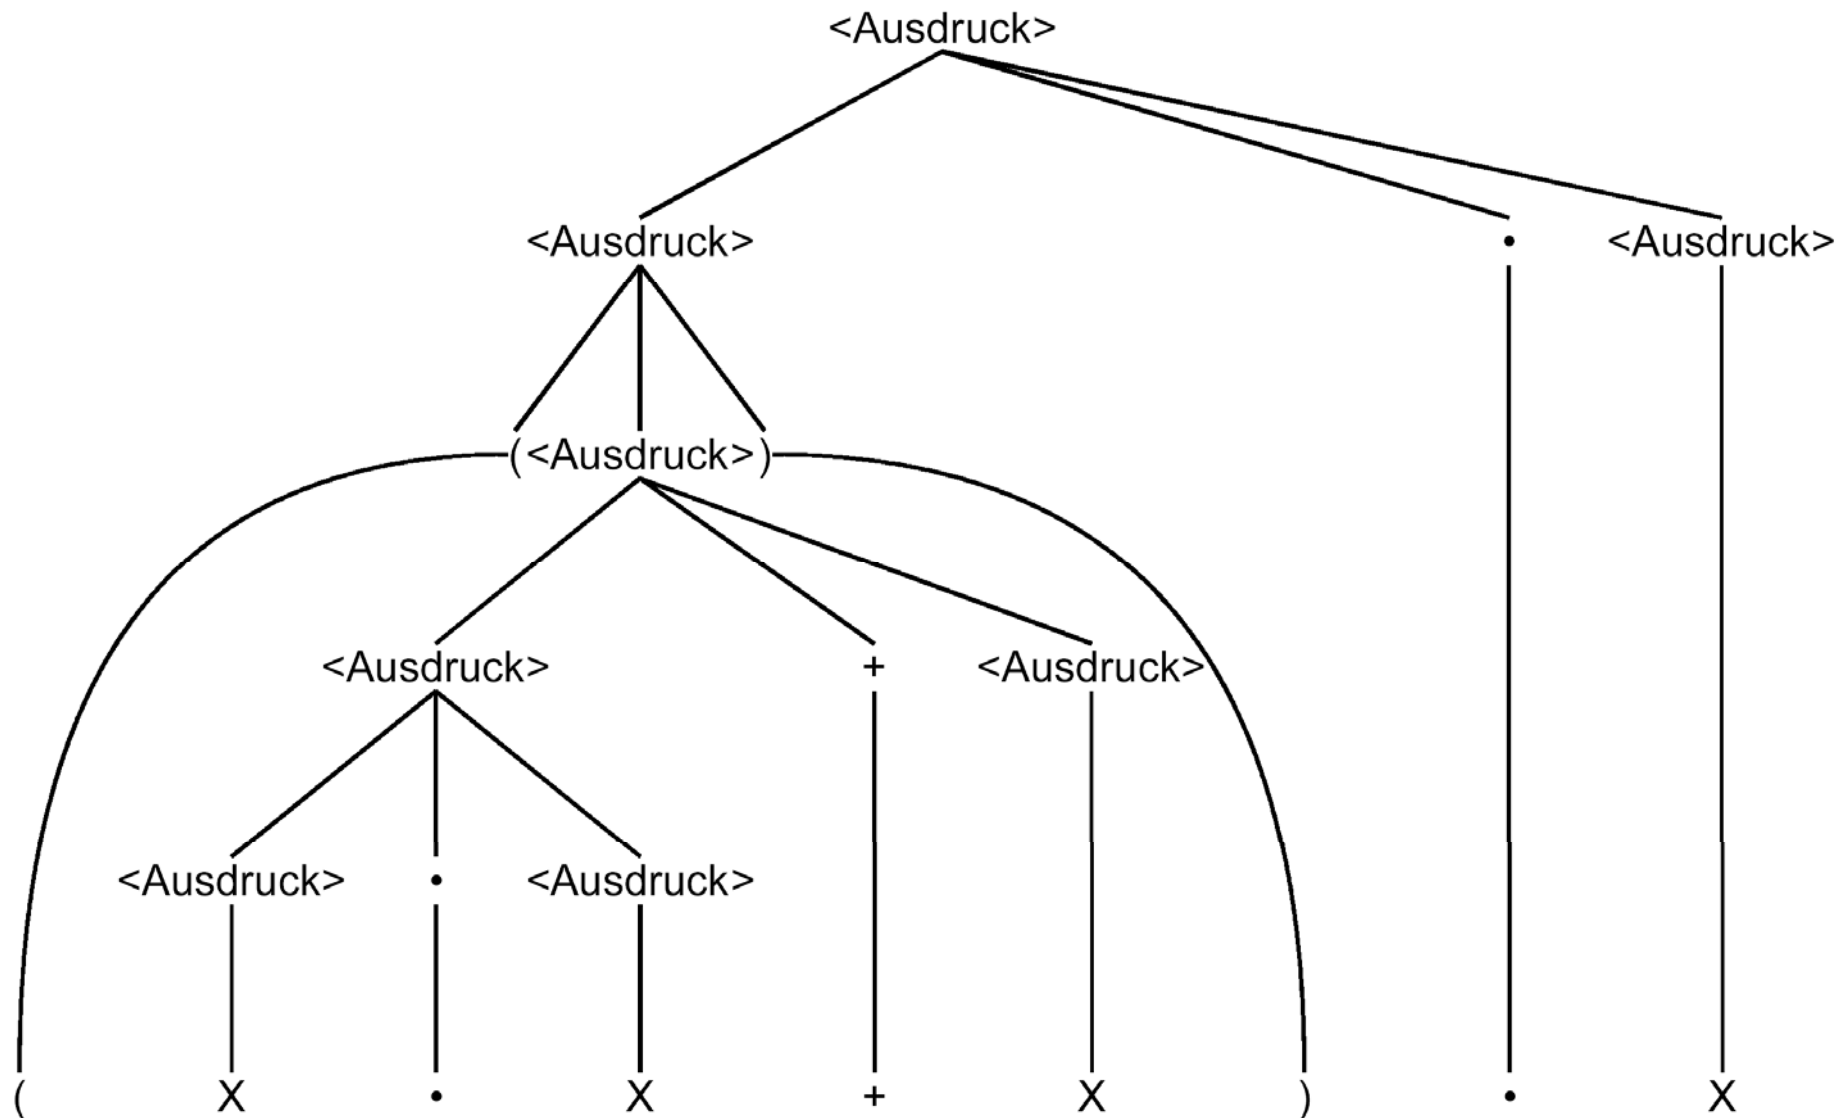 <Ausdruck>
<Ausdruck> • <Ausdruck>
(<Ausdruck>)
<Ausdruck> + <Ausdruck>
<Ausdruck> • <Ausdruck>
( X • X + X ) • X